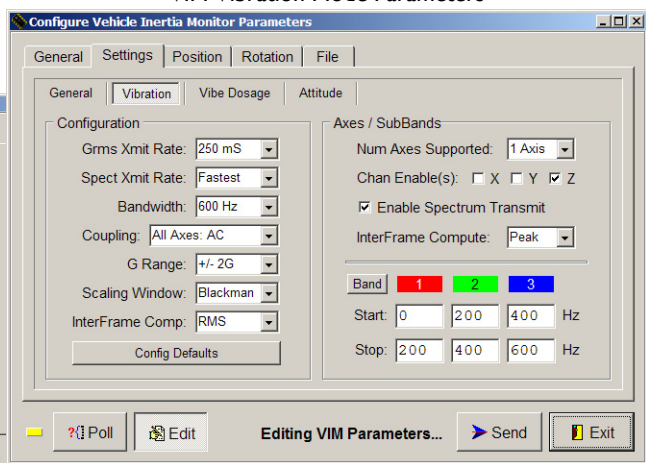 Configure Vehicle Inertia Monitor Parameters
General Settings Position Rotation File
General Vibration Vibe Dosage Attitude
Configuration
Grms Xmit Rate: 250 mS
Spect Xmit Rate: Fastest
Bandwidth: 600 Hz
Coupling: All Axes: AC
G Range: +/- 2G
Scaling Window: Blackman
InterFrame Comp: RMS
Config Defaults
Axes / SubBands
Num Axes Supported: 1 Axis
Chan Enable(s): X Y Z
Enable Spectrum Transmit
InterFrame Compute: Peak
Band 1 2 3
Start: 0 200 400 Hz
Stop: 200 400 600 Hz
?{} Poll Edit Editing VIM Parameters... Send Exit